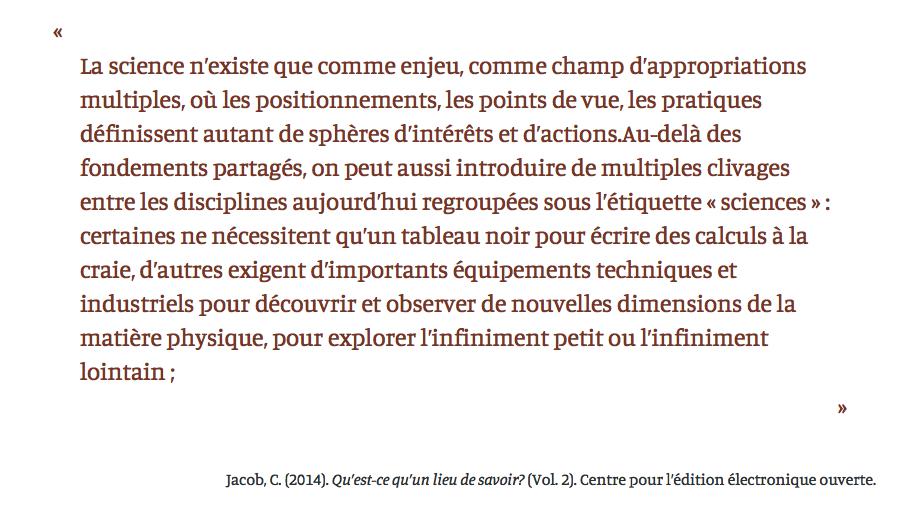 «
La science n’existe que comme enjeu, comme champ d’appropriations
multiples, où les positionnements, les points de vue, les pratiques
définissent autant de sphères d’intérêts et d’actions.Au-delà des
fondements partagés, on peut aussi introduire de multiples clivages
entre les disciplines aujourd’hui regroupées sous l’étiquette « sciences » :
certaines ne nécessitent qu’un tableau noir pour écrire des calculs à la
craie, d’autres exigent d’importants équipements techniques et
industriels pour découvrir et observer de nouvelles dimensions de la
matière physique, pour explorer l’infiniment petit ou l’infiniment
lointain ;
»
Jacob, C. (2014). Qu’est-ce qu’un lieu de savoir? (Vol. 2). Centre pour l’édition électronique ouverte.